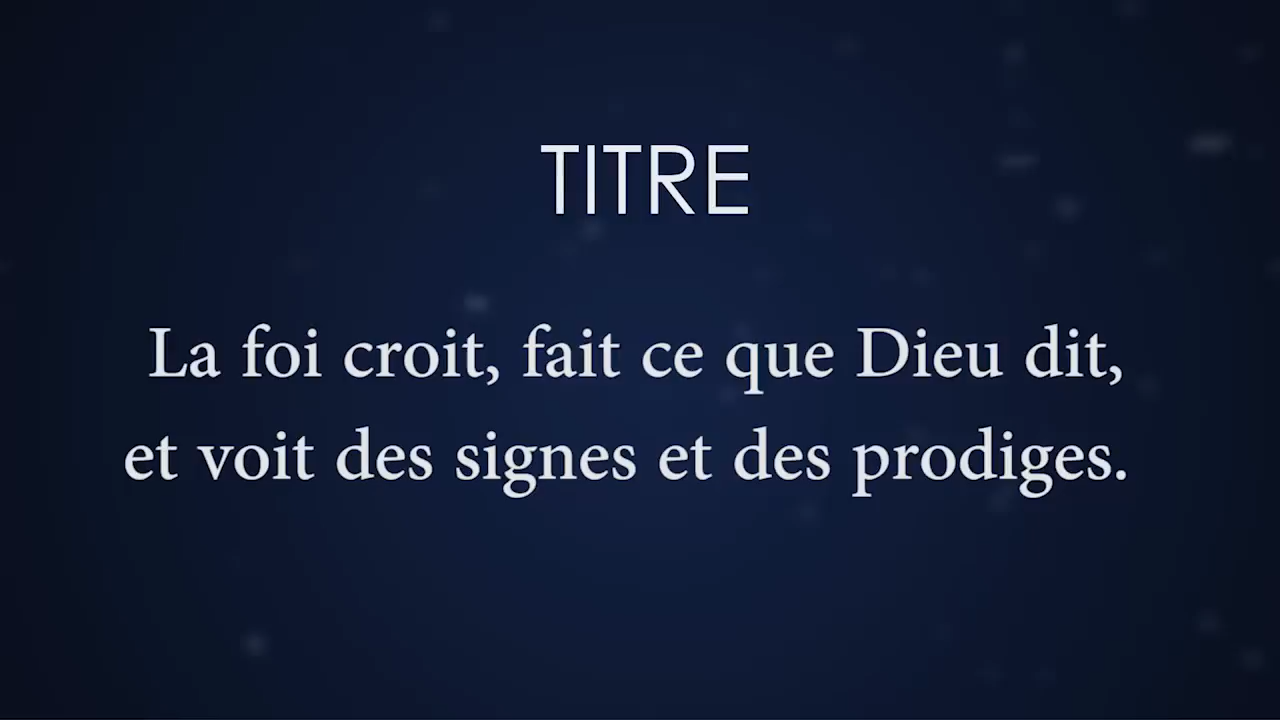 TITRE
La foi croit, fait ce que Dieu dit,
et voit des signes et des prodiges.